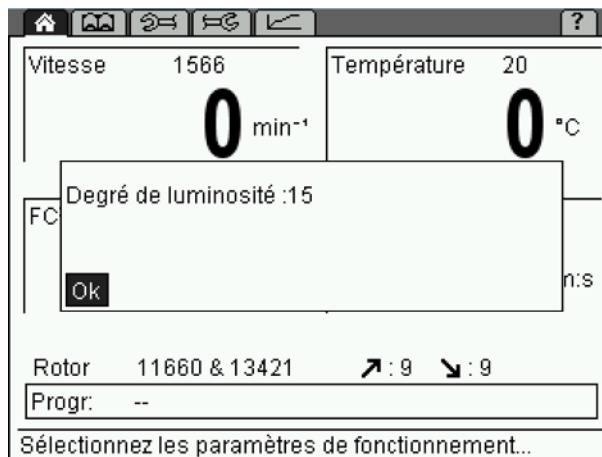 ?
Vitesse 1566
0 min⁻¹
Température 20
0 °C
FC
Degré de luminosité :15
n:s
Ok
Rotor 11660 & 13421 ↗ : 9 ↘ : 9
Progr: --
Sélectionnez les paramètres de fonctionnement...